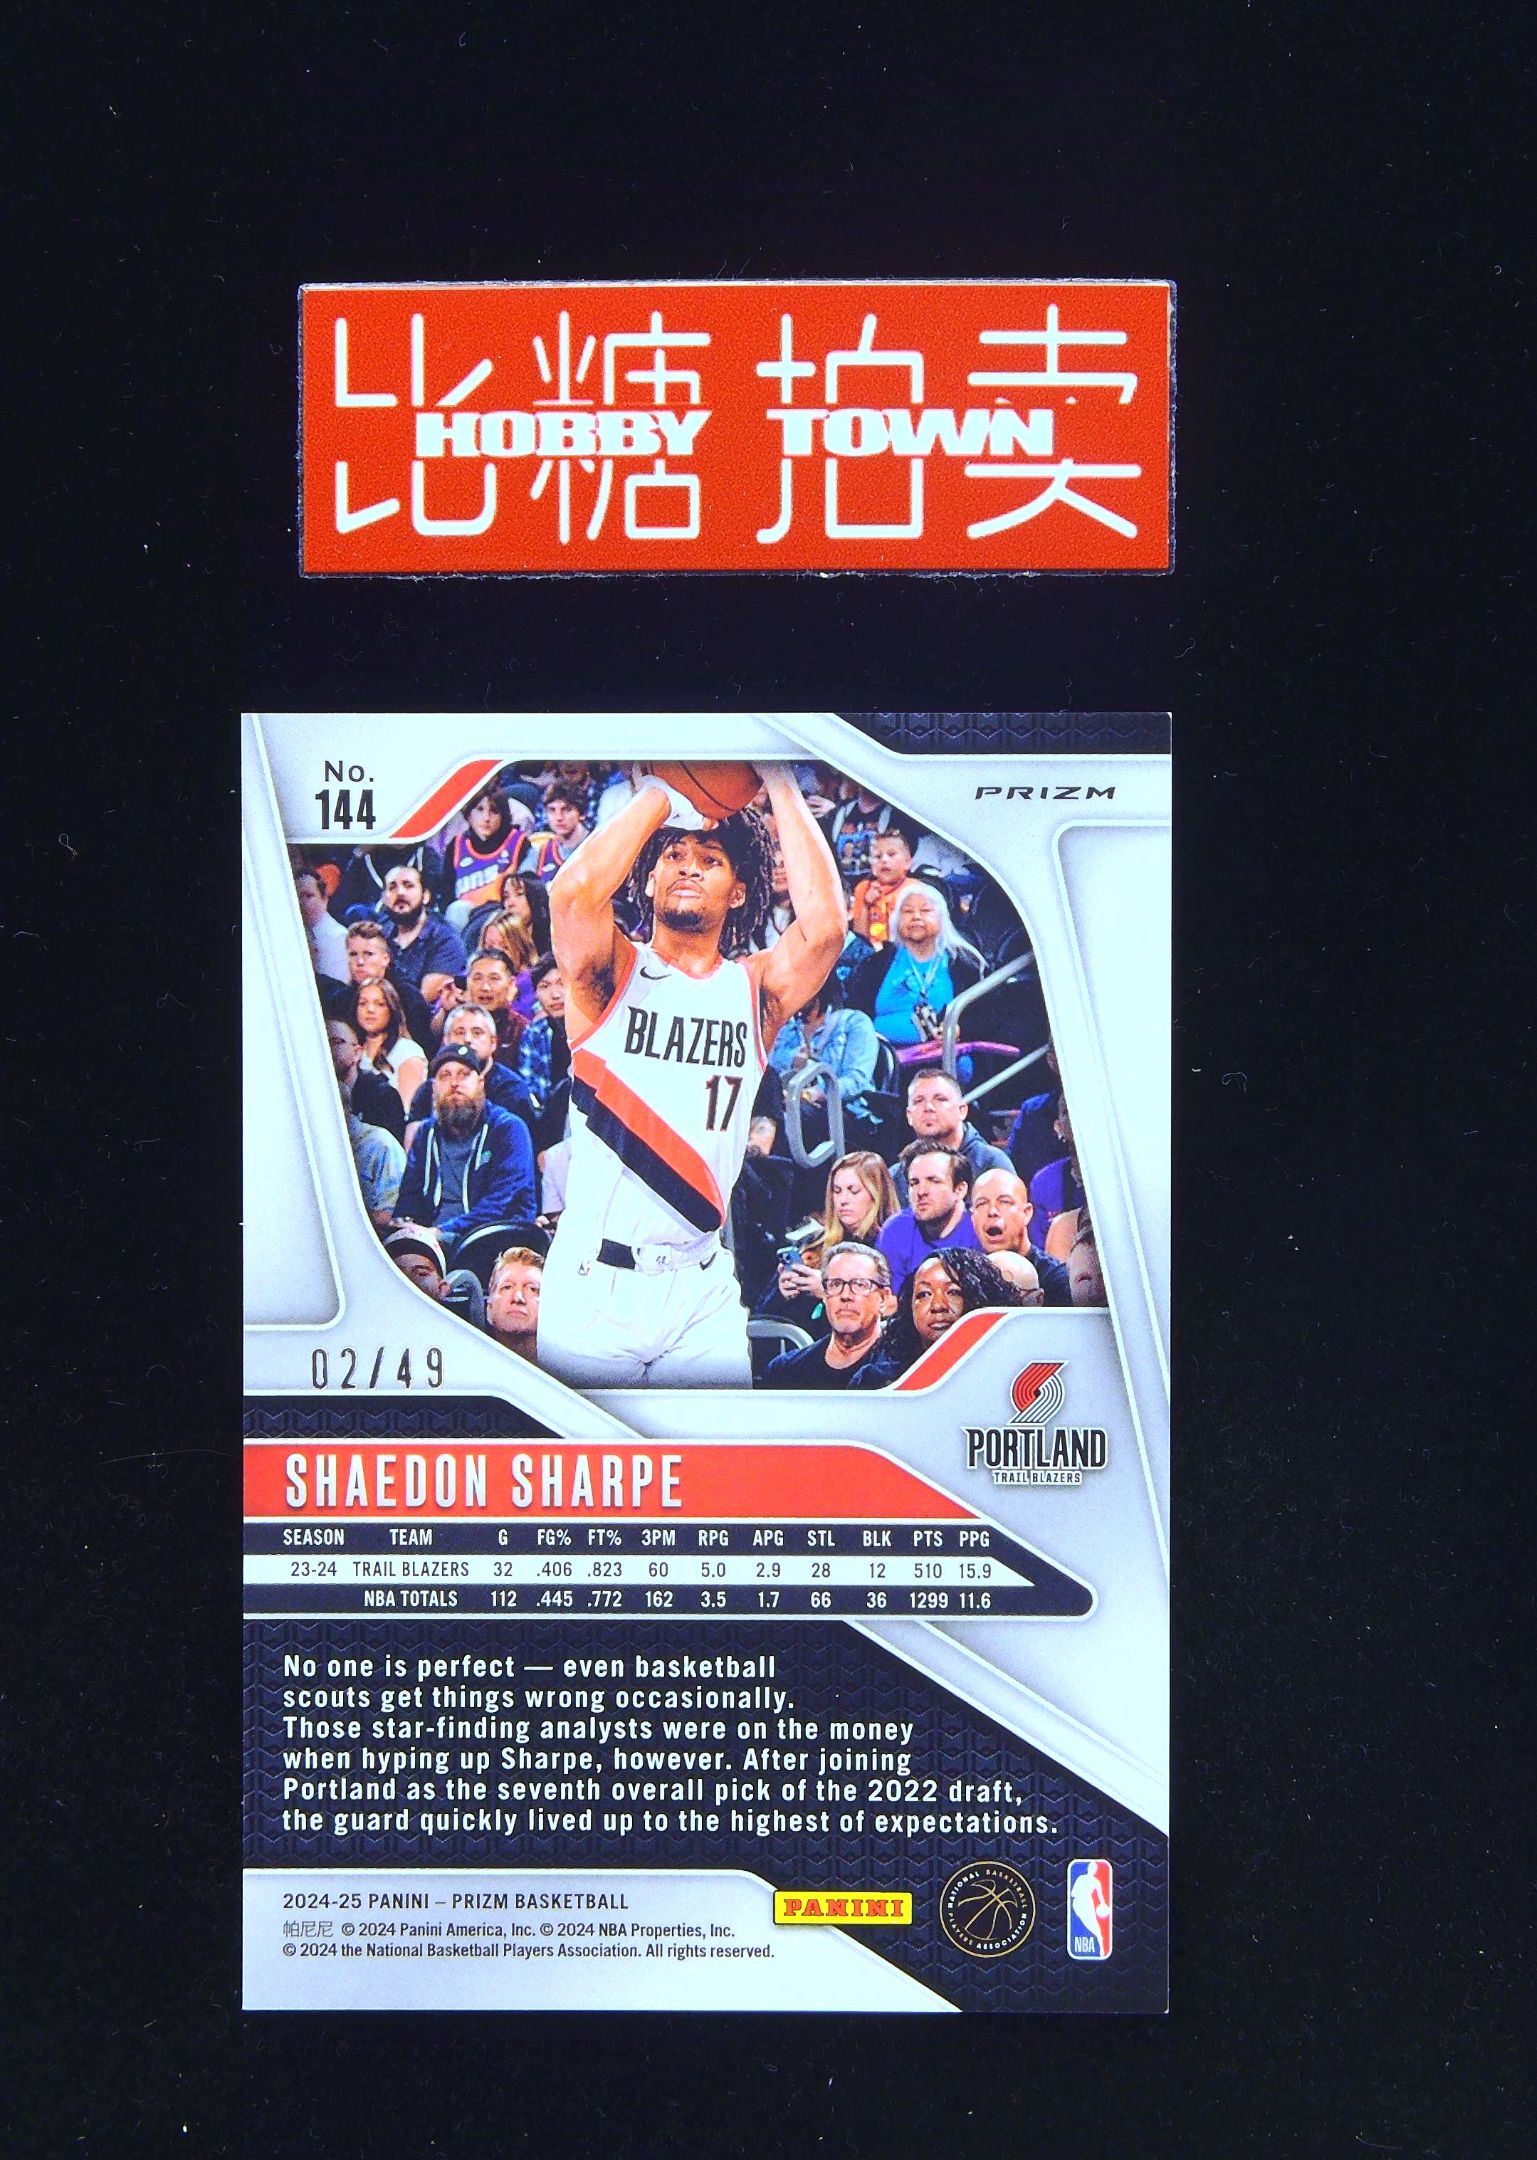 比糖拍卖
HOBBY TOWN
No.
144
PRIZM
BLAZERS
17
02/49
PORTLAND
TRAIL BLAZERS
SHAEDON SHARPE
SEASON TEAM G FG% FT% 3PM RPG APG STL BLK PTS PPG
23-24 TRAIL BLAZERS 32 .406 .823 60 5.0 2.9 28 12 510 15.9
NBA TOTALS 112 .445 .772 162 3.5 1.7 66 36 1299 11.6
No one is perfect — even basketball
scouts get things wrong occasionally.
Those star-finding analysts were on the money
when hyping up Sharpe, however. After joining
Portland as the seventh overall pick of the 2022 draft,
the guard quickly lived up to the highest of expectations.
2024-25 PANINI – PRIZM BASKETBALL
帕尼尼 © 2024 Panini America, Inc. © 2024 NBA Properties, Inc.
© 2024 the National Basketball Players Association. All rights reserved.
PANINI
NATIONAL BASKETBALL PLAYERS ASSOCIATION
NBA